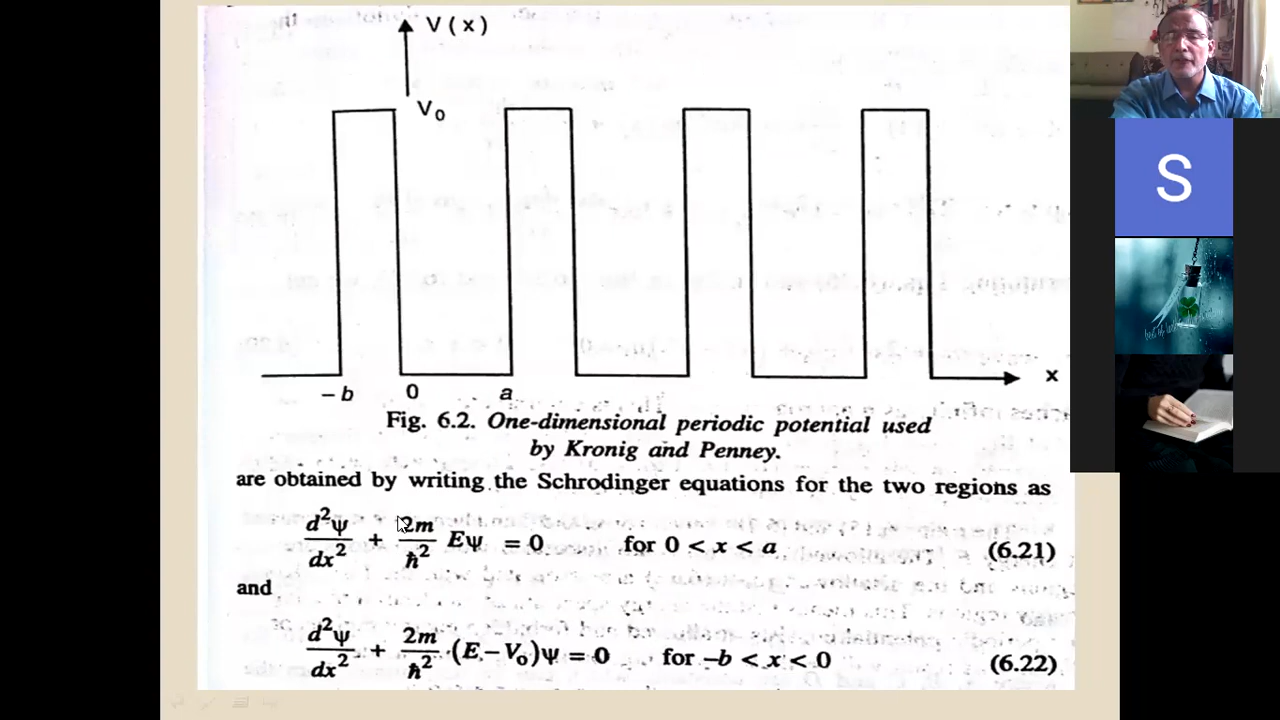 V(x)
V₀
x
-b 0 a
Fig. 6.2. One-dimensional periodic potential used
by Kronig and Penney.
are obtained by writing the Schrodinger equations for the two regions as
d²ψ/dx² + 2m/ħ² Eψ = 0 for 0 < x < a (6.21)
and
d²ψ/dx² + 2m/ħ² (E-V₀)ψ = 0 for -b < x < 0 (6.22)
S